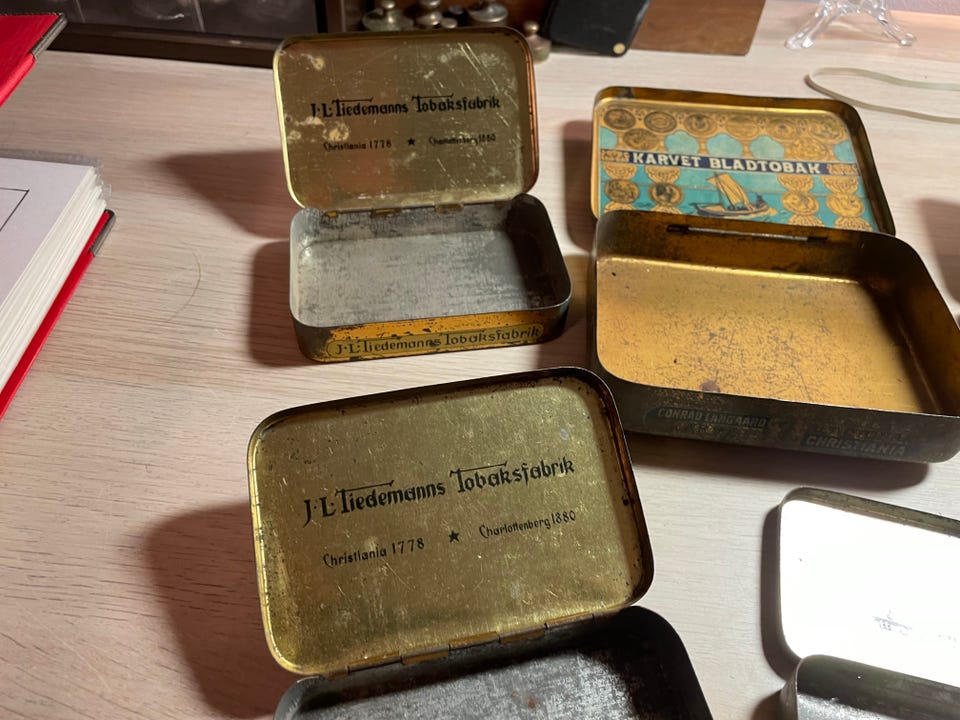 J·L·Tiedemanns Tobaksfabrik
Christiania 1778 ★ Charlottenberg 1880
J·L·Tiedemanns Tobaksfabrik
KARVET BLADTOBAK
CONRAD LANGAARD
CHRISTIANIA
J·L·Tiedemanns Tobaksfabrik
Christiania 1778 ★ Charlottenberg 1880